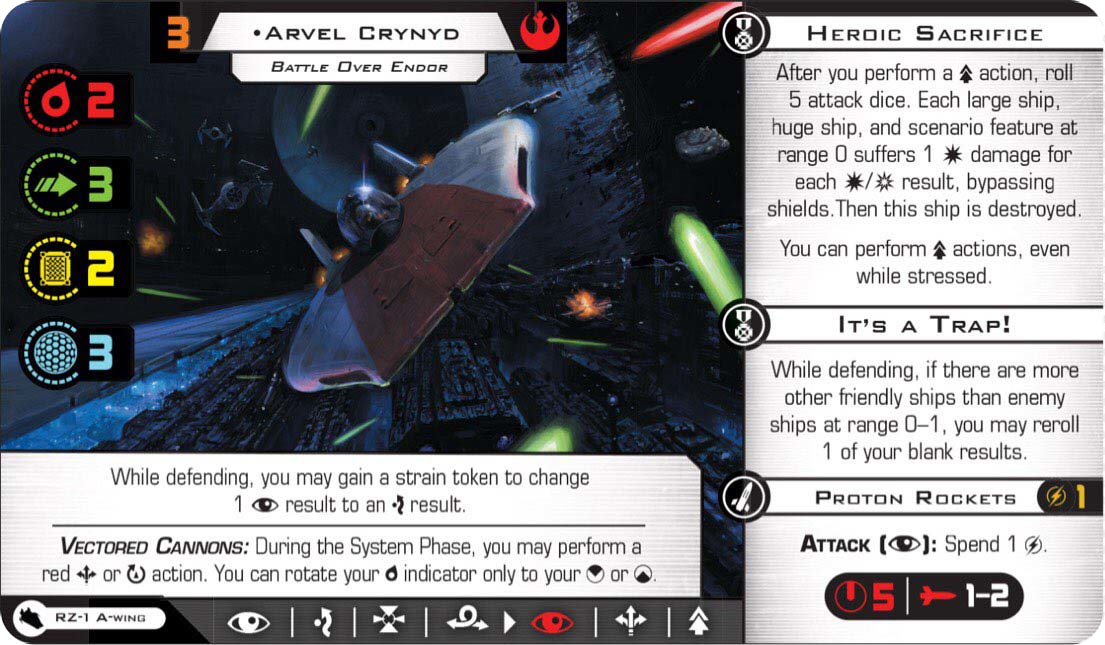 3
•Arvel Crynyd
Battle Over Endor
2
3
2
3
While defending, you may gain a strain token to change
1 result to an result.
Vectored Cannons: During the System Phase, you may perform a
red or action. You can rotate your indicator only to your or .
RZ-1 A-wing
Heroic Sacrifice
After you perform a action, roll
5 attack dice. Each large ship,
huge ship, and scenario feature at
range 0 suffers 1 damage for
each / result, bypassing
shields.Then this ship is destroyed.
You can perform actions, even
while stressed.
It's a Trap!
While defending, if there are more
other friendly ships than enemy
ships at range 0–1, you may reroll
1 of your blank results.
Proton Rockets 1
Attack ( ): Spend 1 .
5 1–2